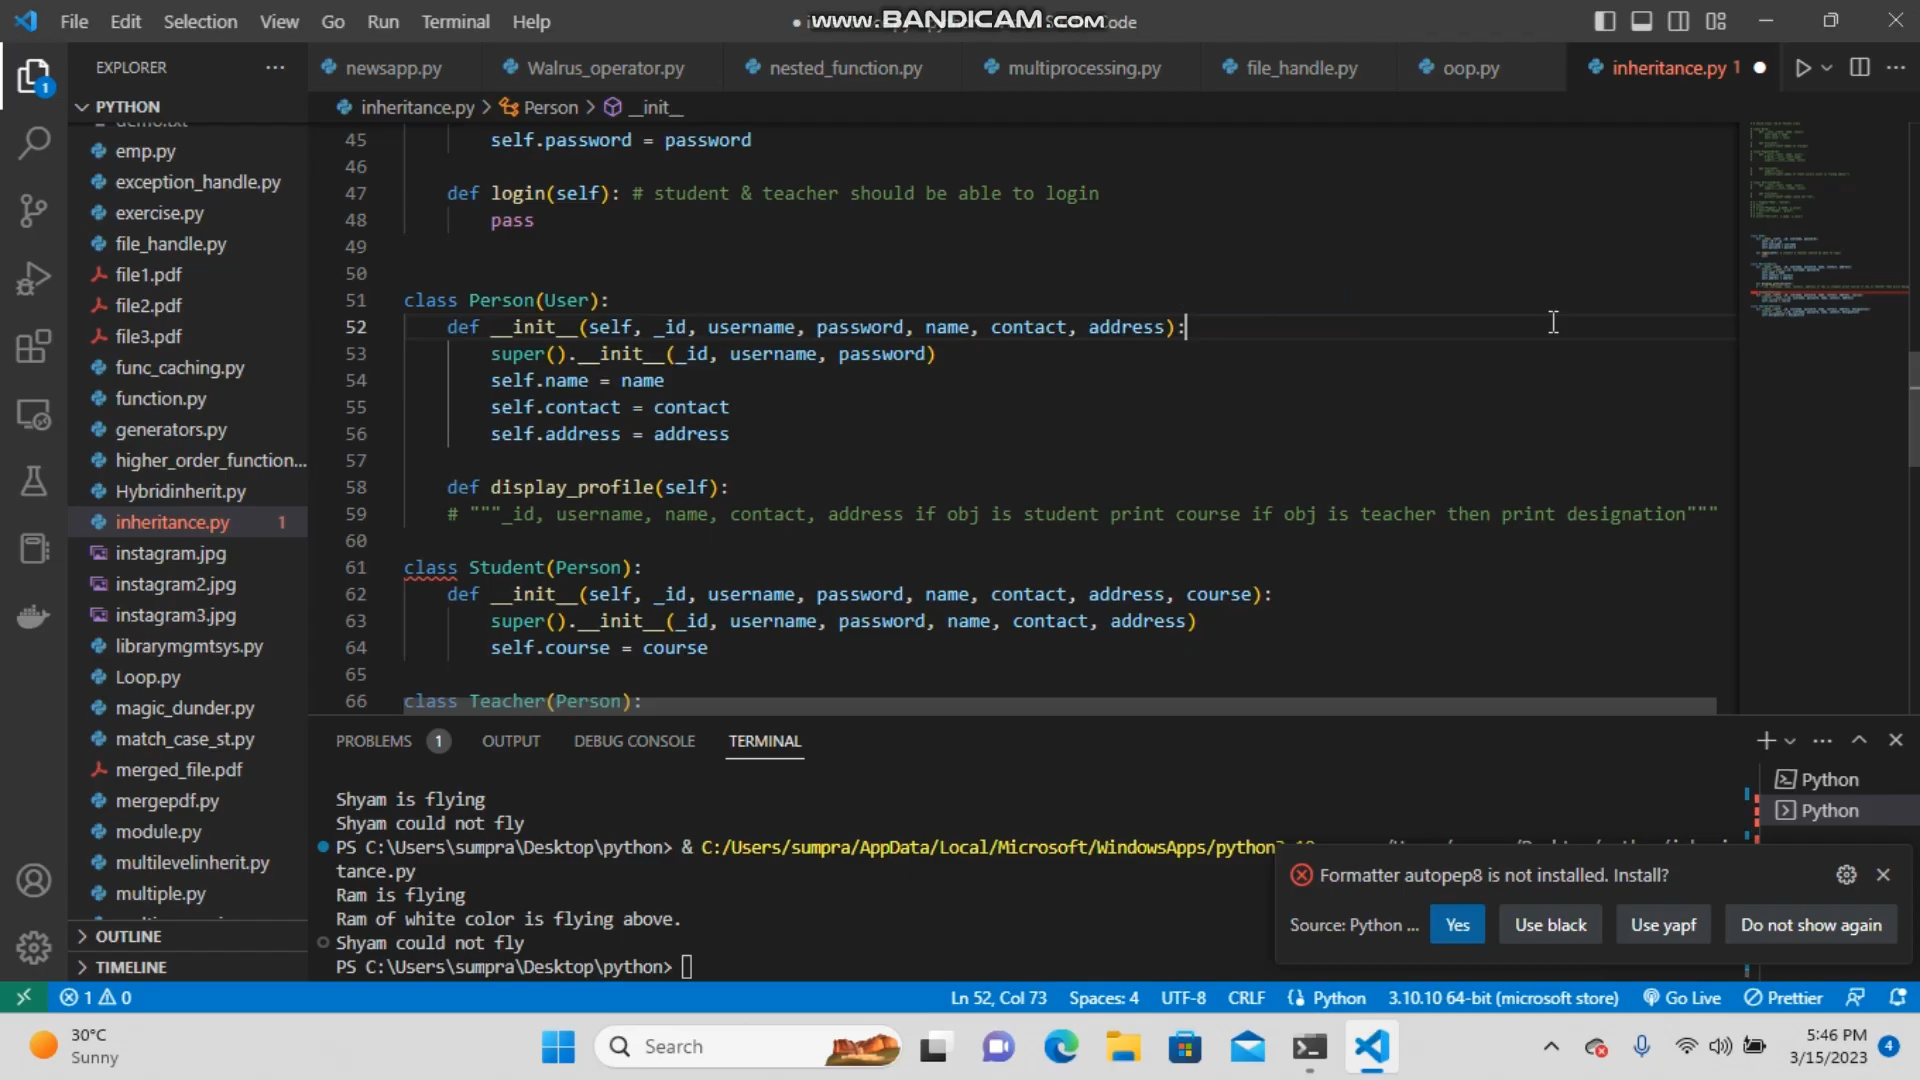 File Edit Selection View Go Run Terminal Help
www.BANDICAM.com
Code
EXPLORER
newsapp.py
Walrus_operator.py
nested_function.py
multiprocessing.py
file_handle.py
oop.py
inheritance.py 1
PYTHON
inheritance.py > Person > __init__
demo.txt
emp.py
exception_handle.py
exercise.py
file_handle.py
file1.pdf
file2.pdf
file3.pdf
func_caching.py
function.py
generators.py
higher_order_function...
Hybridinherit.py
inheritance.py 1
instagram.jpg
instagram2.jpg
instagram3.jpg
librarymgmtsys.py
Loop.py
magic_dunder.py
match_case_st.py
merged_file.pdf
mergepdf.py
module.py
multilevelinherit.py
multiple.py
OUTLINE
TIMELINE
45 self.password = password
46
47 def login(self): # student & teacher should be able to login
48 pass
49
50
51 class Person(User):
52 def __init__(self, _id, username, password, name, contact, address):
53 super().__init__(_id, username, password)
54 self.name = name
55 self.contact = contact
56 self.address = address
57
58 def display_profile(self):
59 # """_id, username, name, contact, address if obj is student print course if obj is teacher then print designation"""
60
61 class Student(Person):
62 def __init__(self, _id, username, password, name, contact, address, course):
63 super().__init__(_id, username, password, name, contact, address)
64 self.course = course
65
66 class Teacher(Person):
PROBLEMS 1 OUTPUT DEBUG CONSOLE TERMINAL
Shyam is flying
Shyam could not fly
PS C:\Users\sumpra\Desktop\python> & C:/Users/sumpra/AppData/Local/Microsoft/WindowsApps/python3.10
tance.py
Ram is flying
Ram of white color is flying above.
Shyam could not fly
PS C:\Users\sumpra\Desktop\python>
Python
Python
Formatter autopep8 is not installed. Install?
Source: Python ... Yes Use black Use yapf Do not show again
1 0
Ln 52, Col 73 Spaces: 4 UTF-8 CRLF Python 3.10.10 64-bit (microsoft store) Go Live Prettier
30°C
Sunny
Search
5:46 PM
3/15/2023
4